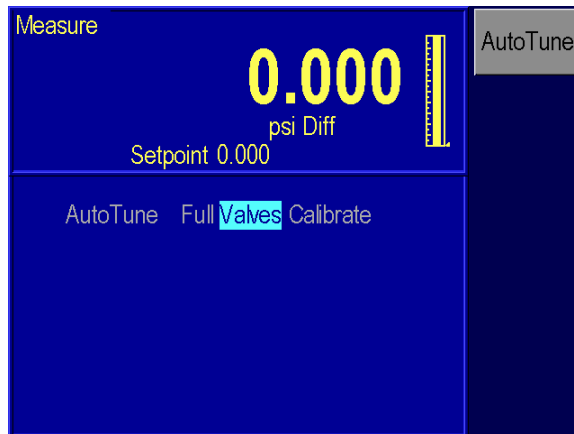 Measure
AutoTune
0.000
psi Diff
Setpoint 0.000
AutoTune Full Valves Calibrate